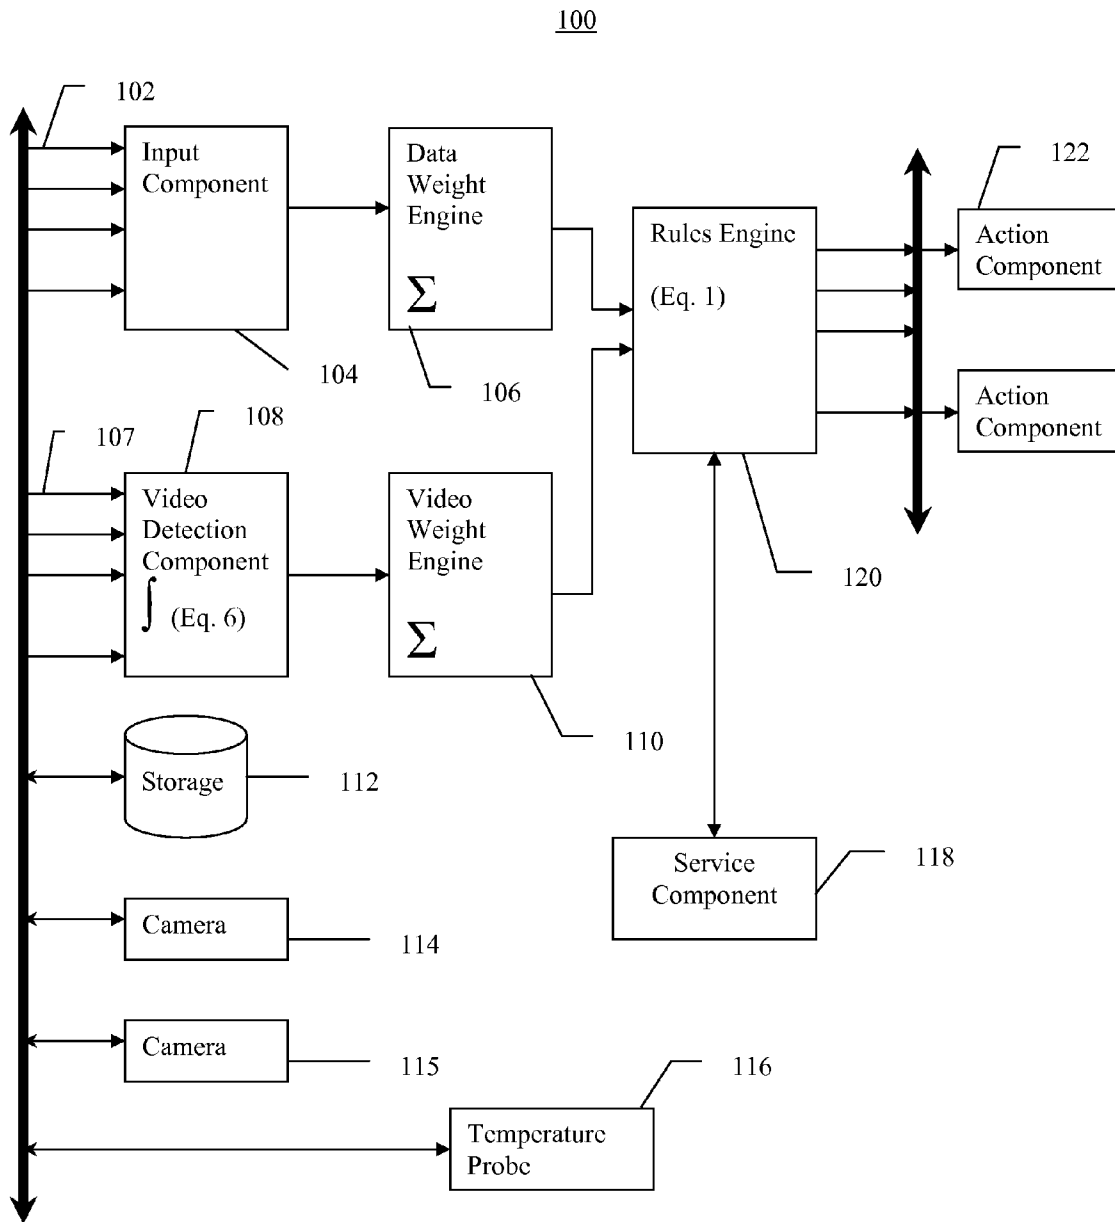 100
102
Input
Component
104
Data
Weight
Engine
Σ
106
Rules Engine
(Eq. 1)
120
122
Action
Component
Action
Component
107
108
Video
Detection
Component
∫ (Eq. 6)
Video
Weight
Engine
Σ
110
Storage
112
Service
Component
118
Camera
114
Camera
115
Temperature
Probe
116